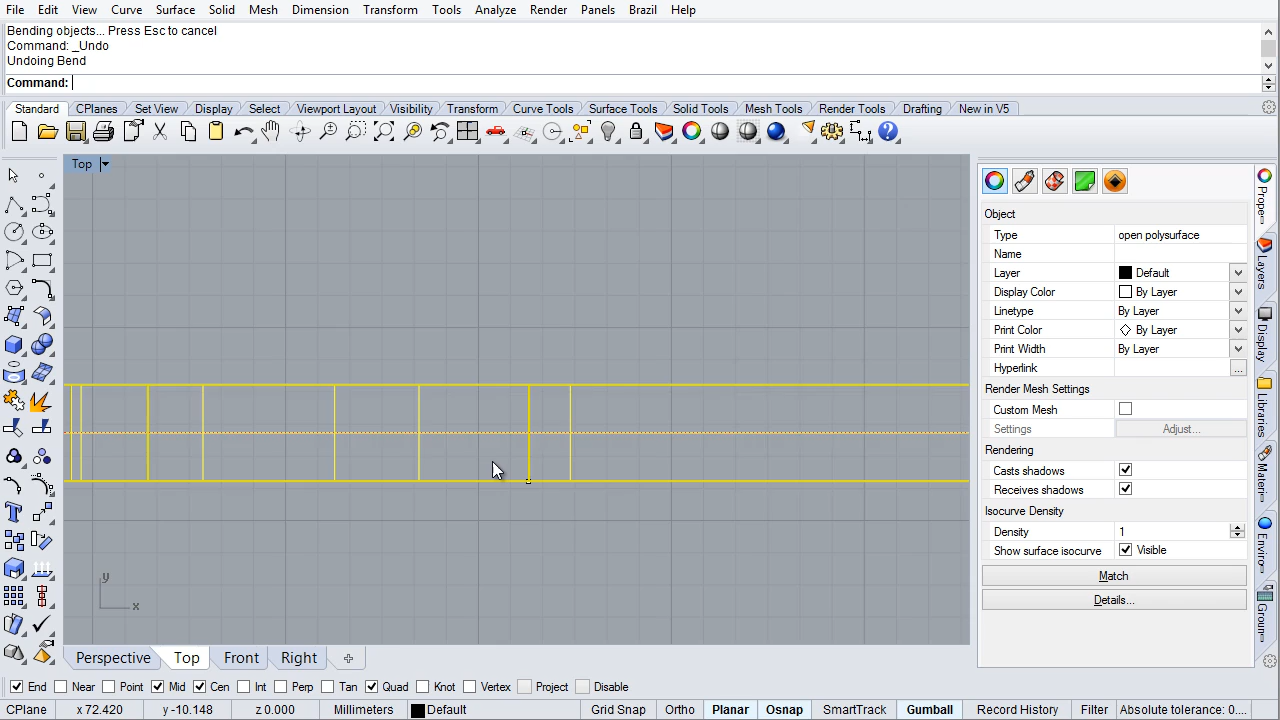 File Edit View Curve Surface Solid Mesh Dimension Transform Tools Analyze Render Panels Brazil Help
Bending objects... Press Esc to cancel
Command: _Undo
Undoing Bend
Command:
Standard CPlanes Set View Display Select Viewport Layout Visibility Transform Curve Tools Surface Tools Solid Tools Mesh Tools Render Tools Drafting New in V5
Top
Object
Type open polysurface
Name
Layer Default
Display Color By Layer
Linetype By Layer
Print Color By Layer
Print Width By Layer
Hyperlink ...
Render Mesh Settings
Custom Mesh
Settings Adjust...
Rendering
Casts shadows
Receives shadows
Isocurve Density
Density 1
Show surface isocurve Visible
Match
Details...
Prope
Layers
Display
Libraries
Materi
Enviro
Group
y
x
Perspective Top Front Right
End Near Point Mid Cen Int Perp Tan Quad Knot Vertex Project Disable
CPlane x 72.420 y -10.148 z 0.000 Millimeters Default Grid Snap Ortho Planar Osnap SmartTrack Gumball Record History Filter Absolute tolerance: 0....